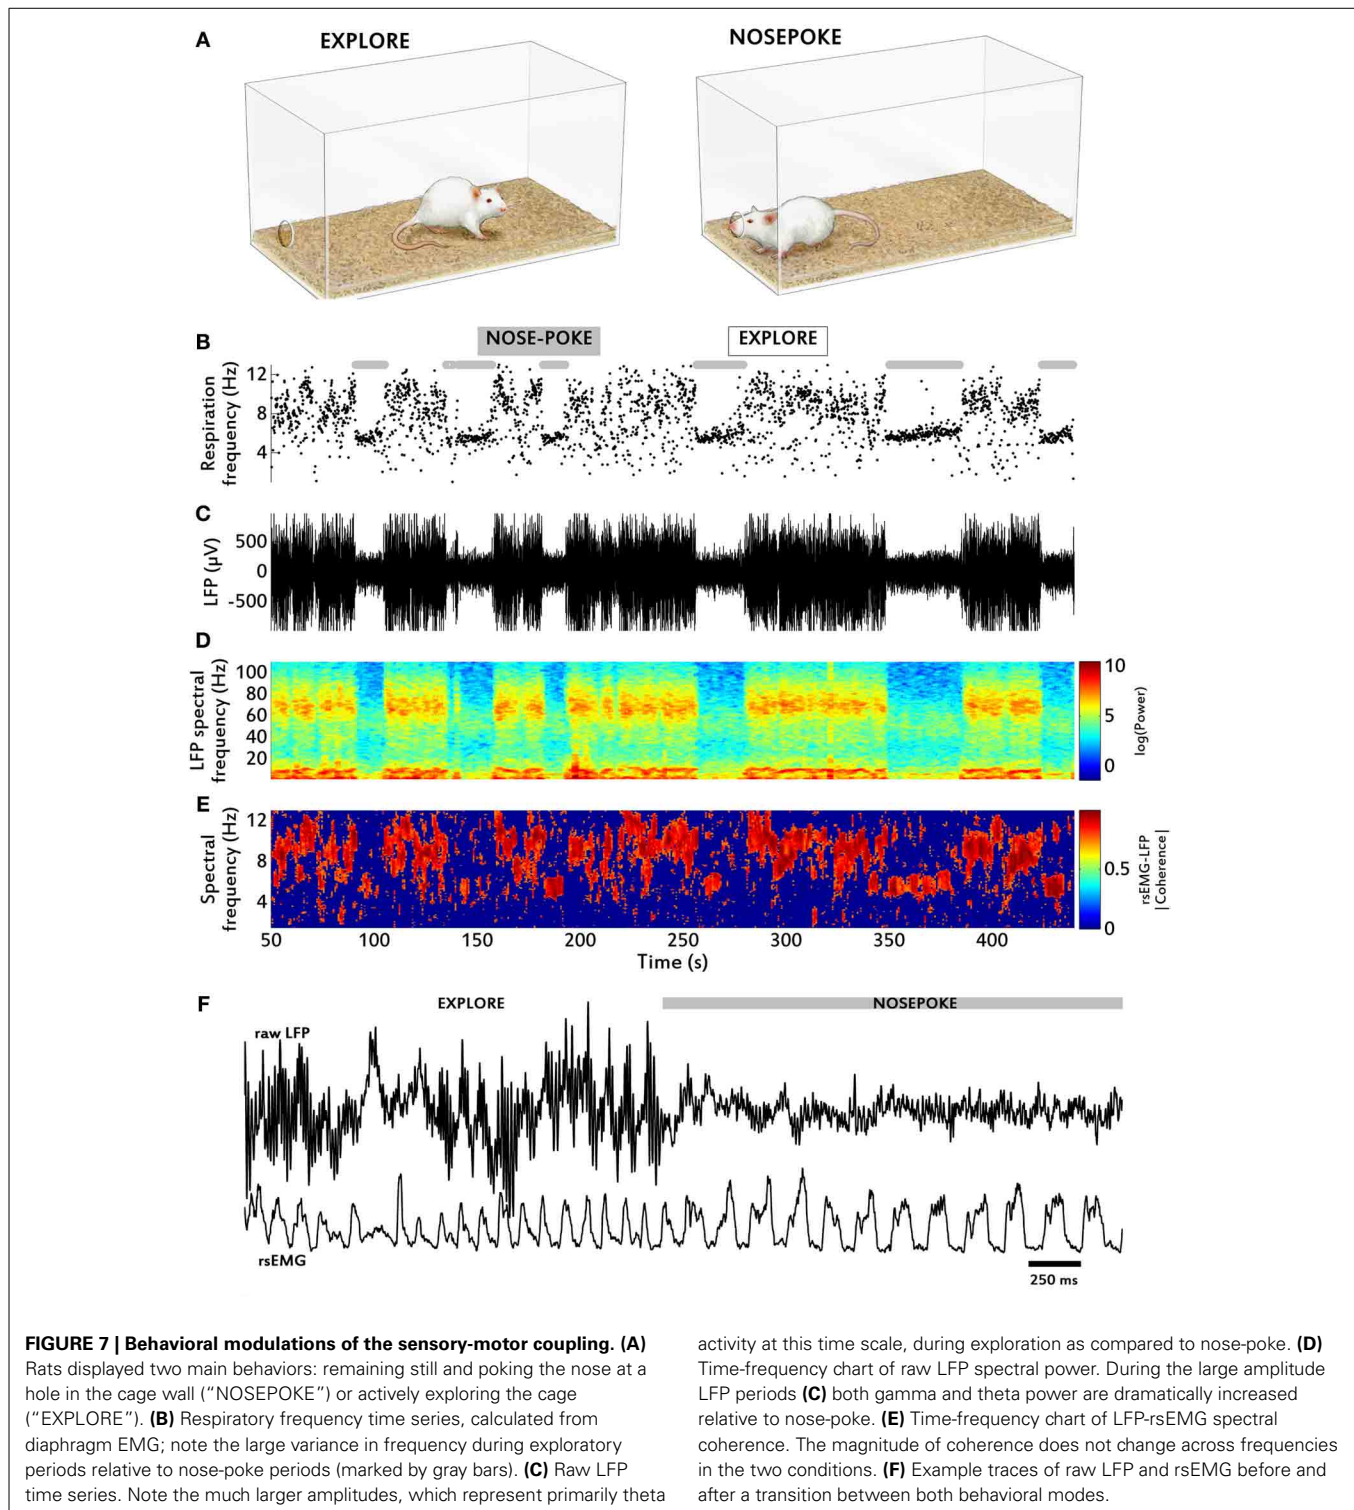 A
EXPLORE
NOSEPOKE
B
NOSE-POKE
EXPLORE
Respiration
frequency (Hz)
12
8
4
C
LFP (µV)
500
0
-500
D
LFP spectral
frequency (Hz)
100
80
60
40
20
10
5
0
log(Power)
E
Spectral
frequency (Hz)
12
8
4
0.5
0
rsEMG-LFP
|Coherence|
50 100 150 200 250 300 350 400
Time (s)
F
EXPLORE
NOSEPOKE
raw LFP
rsEMG
250 ms
FIGURE 7 | Behavioral modulations of the sensory-motor coupling. (A)
Rats displayed two main behaviors: remaining still and poking the nose at a
hole in the cage wall (“NOSEPOKE”) or actively exploring the cage
(“EXPLORE”). (B) Respiratory frequency time series, calculated from
diaphragm EMG; note the large variance in frequency during exploratory
periods relative to nose-poke periods (marked by gray bars). (C) Raw LFP
time series. Note the much larger amplitudes, which represent primarily theta
activity at this time scale, during exploration as compared to nose-poke. (D)
Time-frequency chart of raw LFP spectral power. During the large amplitude
LFP periods (C) both gamma and theta power are dramatically increased
relative to nose-poke. (E) Time-frequency chart of LFP-rsEMG spectral
coherence. The magnitude of coherence does not change across frequencies
in the two conditions. (F) Example traces of raw LFP and rsEMG before and
after a transition between both behavioral modes.